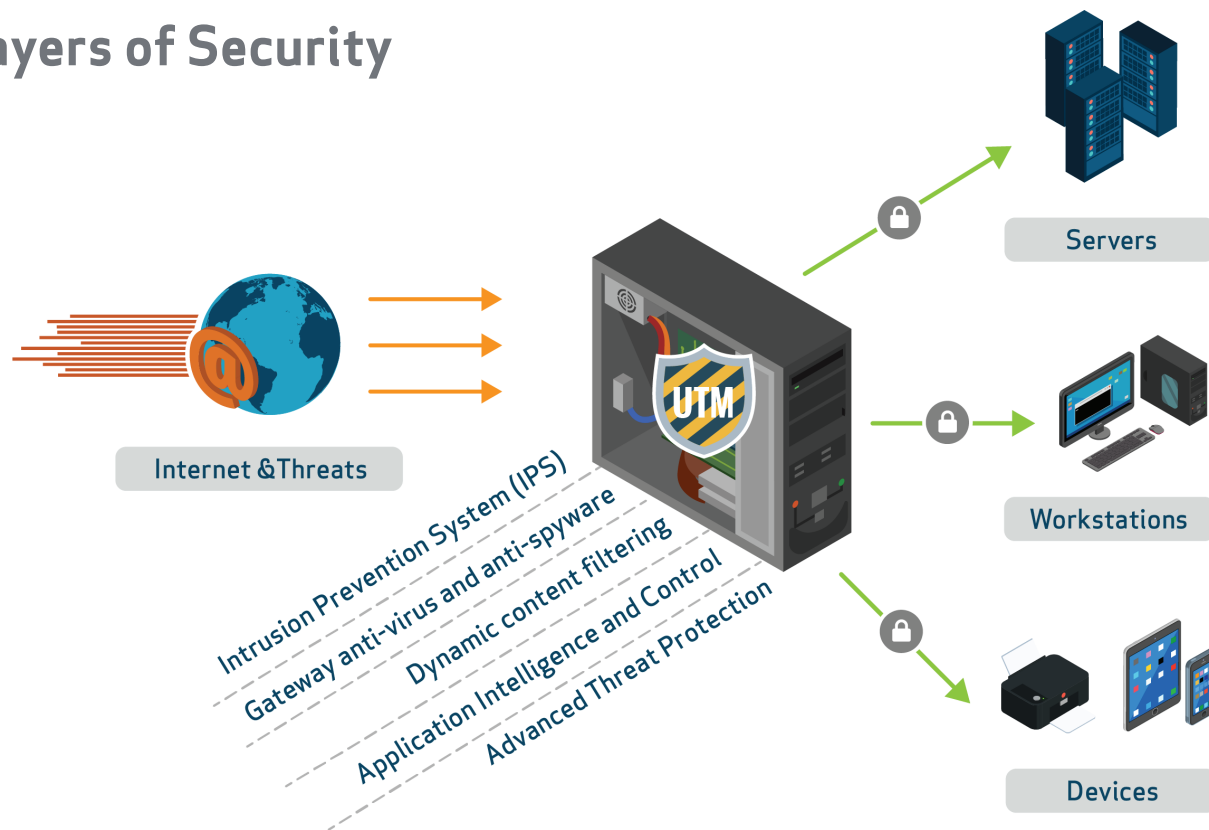 ayers of Security
Servers
UTM
Internet &Threats
Workstations
Intrusion Prevention System (IPS)
Gateway anti-virus and anti-spyware
Dynamic content filtering
Application Intelligence and Control
Advanced Threat Protection
Devices